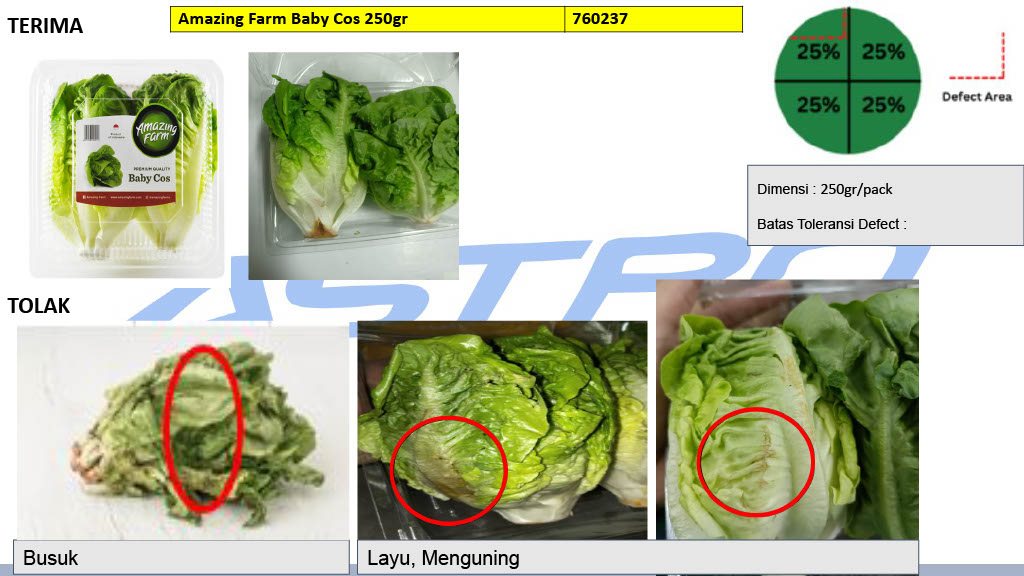 TERIMA
Amazing Farm Baby Cos 250gr 760237
25% 25%
25% 25%
Defect Area
Amazing
Farm
PREMIUM QUALITY
Baby Cos
Dimensi : 250gr/pack
Batas Toleransi Defect :
ASTRO
TOLAK
Busuk
Layu, Menguning